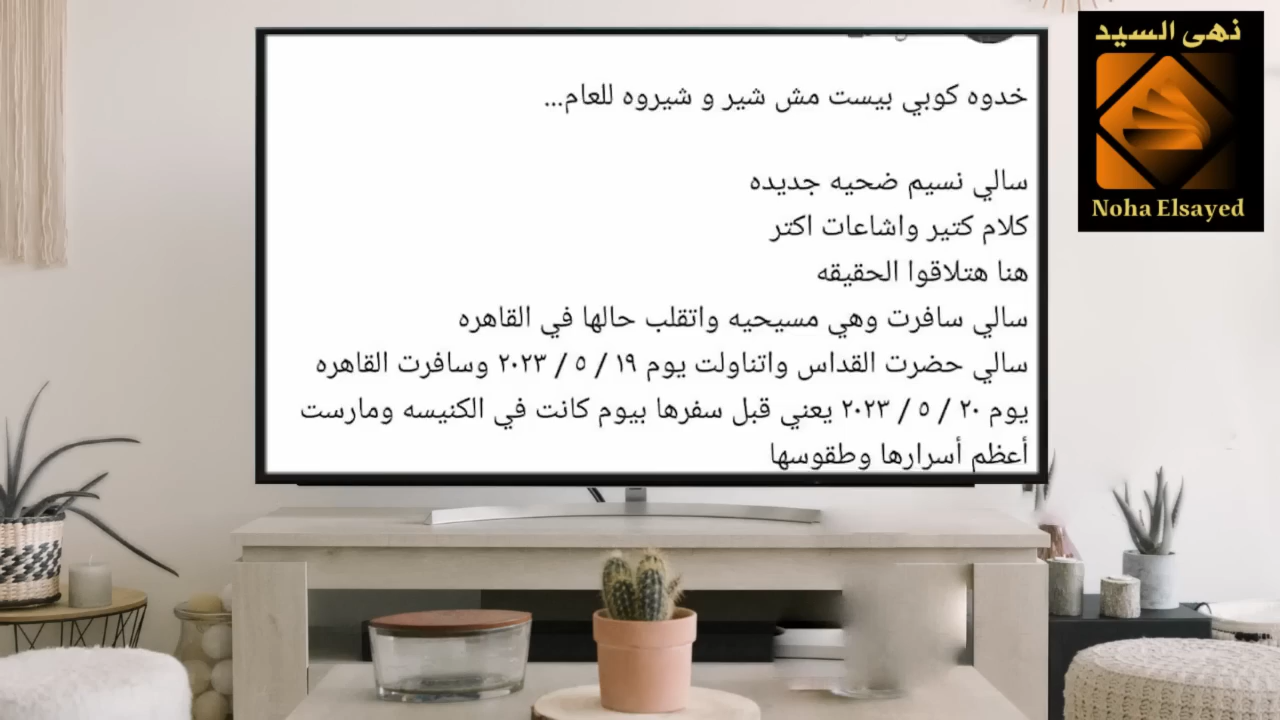 نهى السيد
Noha Elsayed
خدوه كوبي بيست مش شير و شيروه للعام...
سالي نسيم ضحيه جديده
كلام كتير واشاعات اكتر
هنا هتلاقوا الحقيقه
سالي سافرت وهي مسيحيه واتقلب حالها في القاهره
سالي حضرت القداس واتناولت يوم ١٩ / ٥ / ٢٠٢٣ وسافرت القاهره
يوم ٢٠ / ٥ / ٢٠٢٣ يعني قبل سفرها بيوم كانت في الكنيسه ومارست
أعظم أسرارها وطقوسها